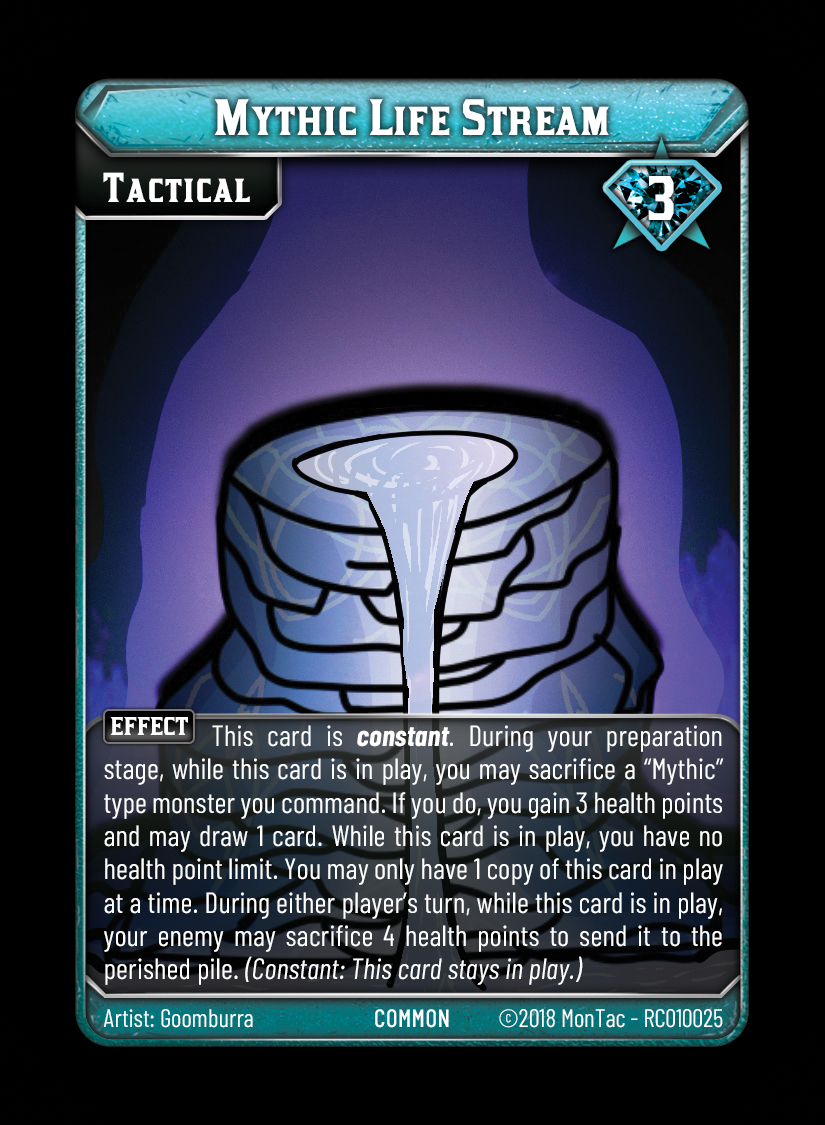 Mythic Life Stream
Tactical
3
EFFECT This card is constant. During your preparation
stage, while this card is in play, you may sacrifice a “Mythic”
type monster you command. If you do, you gain 3 health points
and may draw 1 card. While this card is in play, you have no
health point limit. You may only have 1 copy of this card in play
at a time. During either player’s turn, while this card is in play,
your enemy may sacrifice 4 health points to send it to the
perished pile. (Constant: This card stays in play.)
Artist: Goomburra COMMON ©2018 MonTac - RC010025